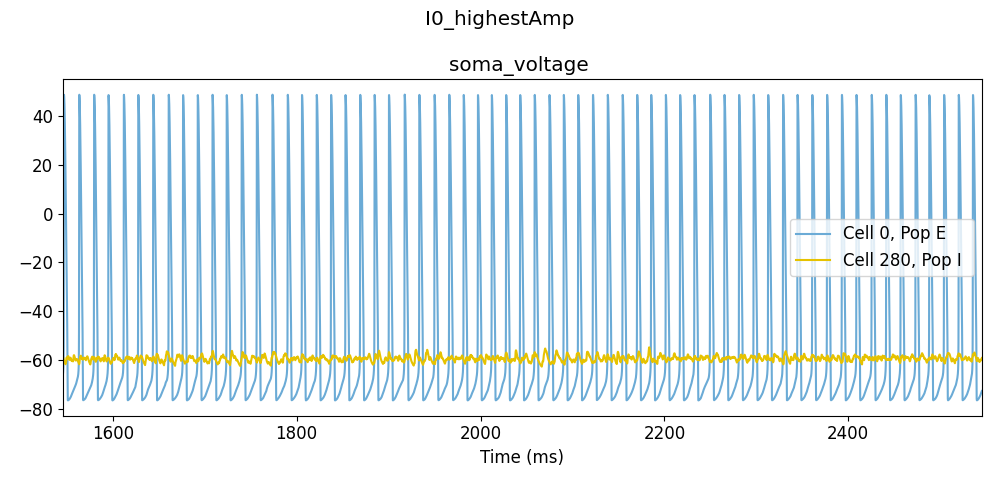 I0_highestAmp
soma_voltage
40
20
0
−20
−40
−60
−80
Cell 0, Pop E
Cell 280, Pop I
1600 1800 2000 2200 2400
Time (ms)